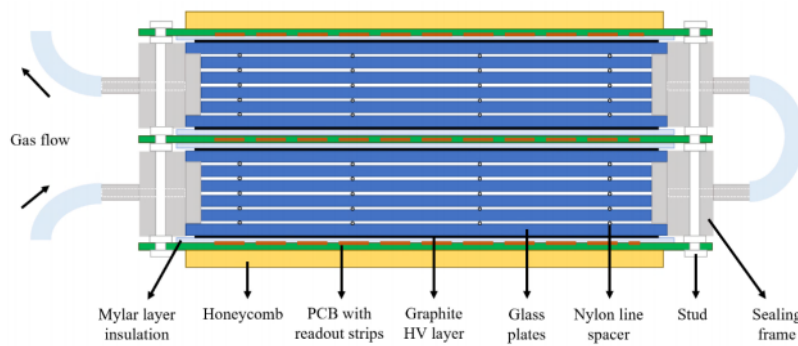 Gas flow
Mylar layer
insulation
Honeycomb
PCB with
readout strips
Graphite
HV layer
Glass
plates
Nylon line
spacer
Stud
Sealing
frame